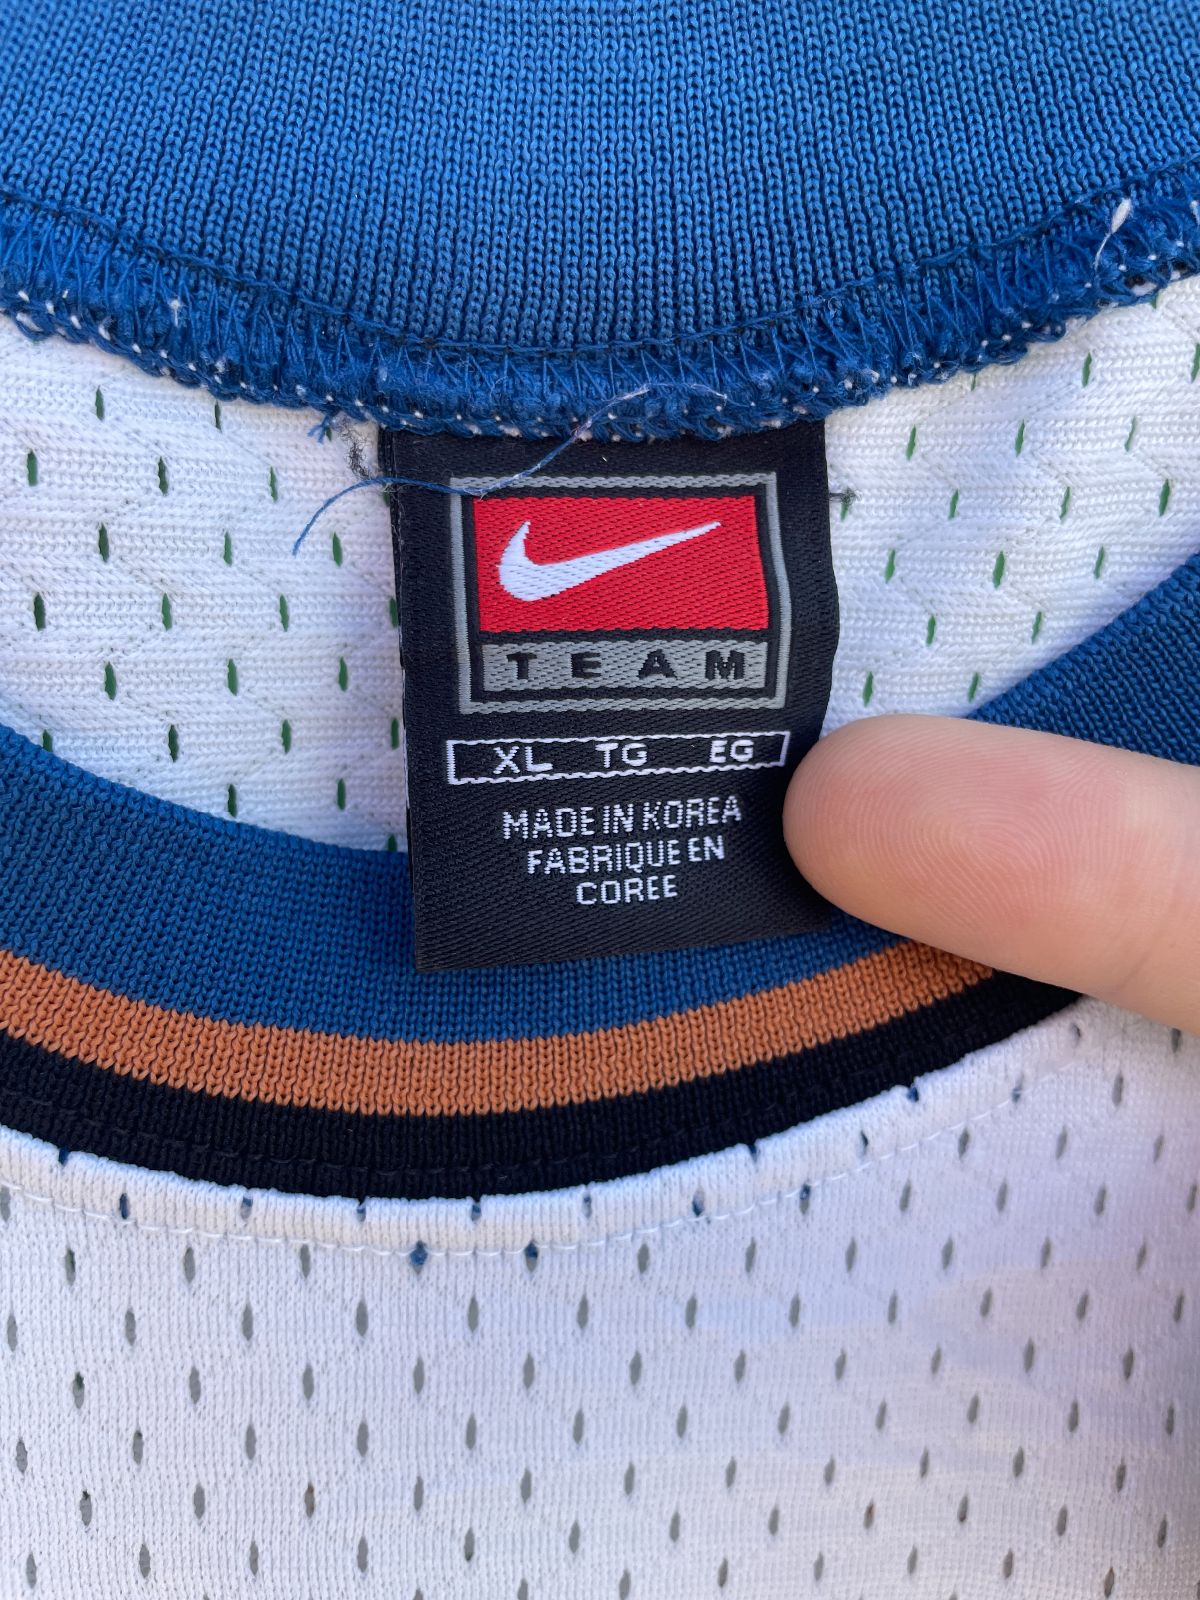 TEAM
XL TG EG
MADE IN KOREA
FABRIQUE EN
COREE